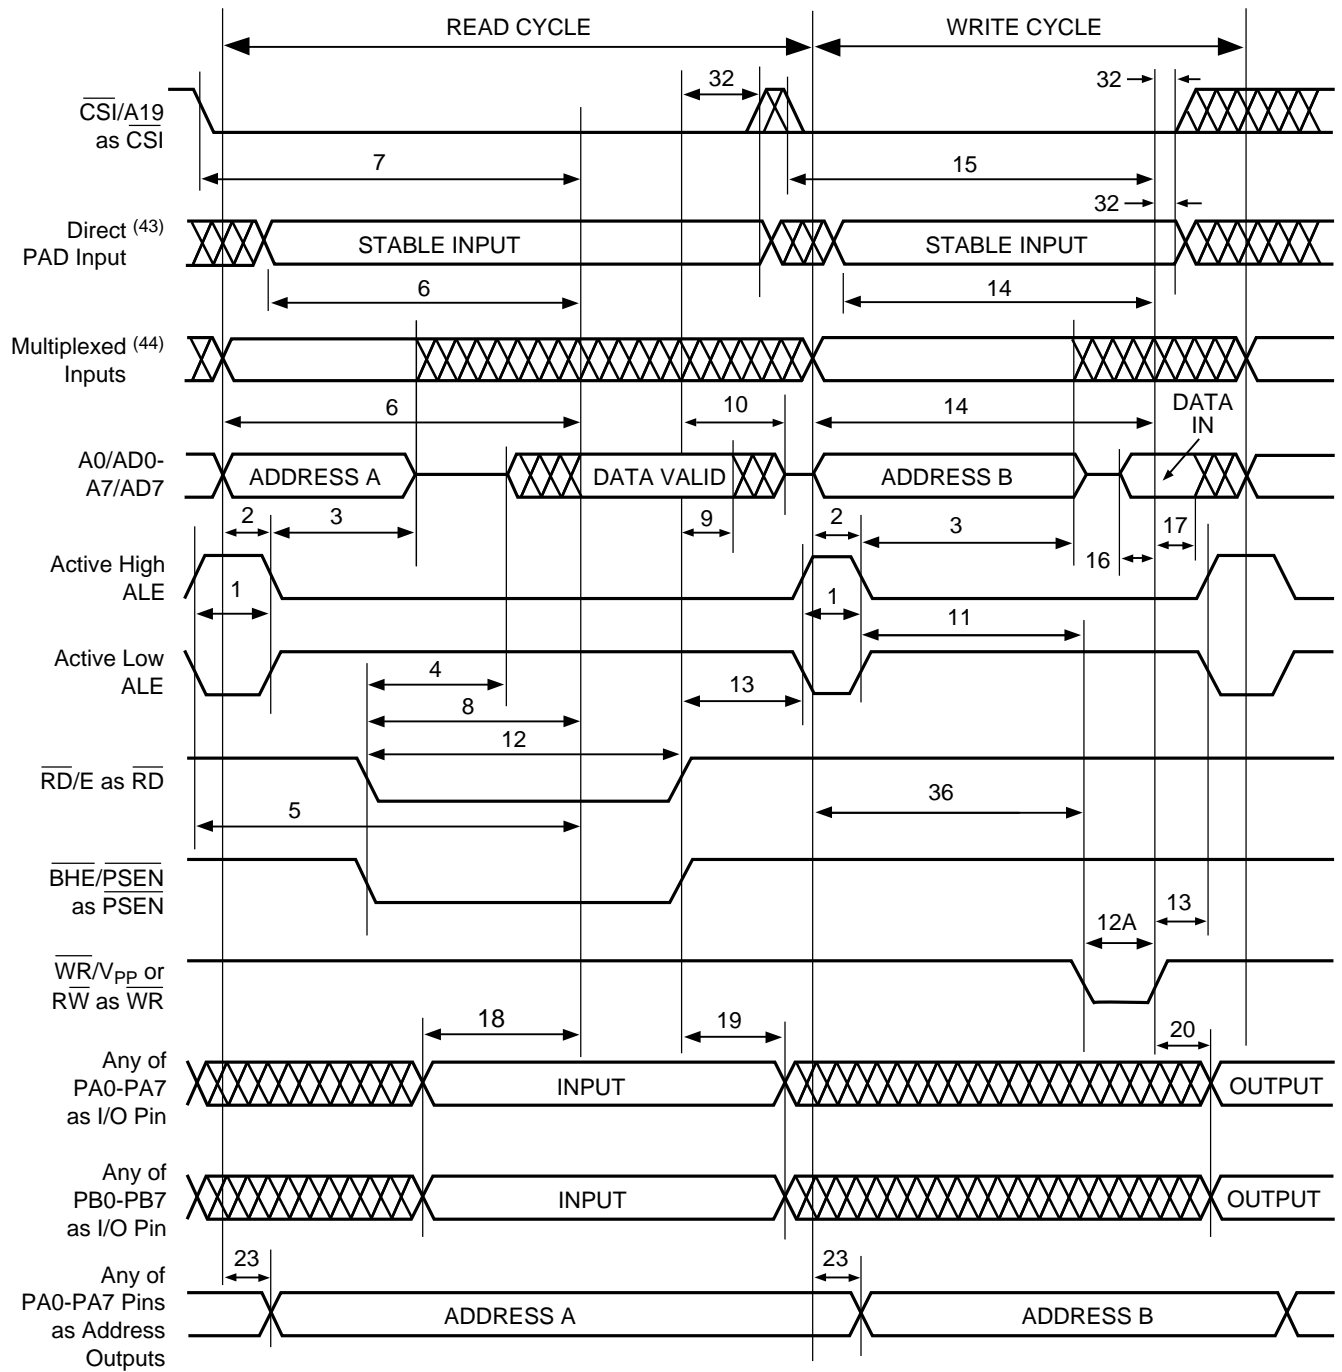 READ CYCLE
WRITE CYCLE
32
32
CSI/A19
as CSI
7
15
32
Direct (43)
PAD Input
STABLE INPUT
STABLE INPUT
6
14
Multiplexed (44)
Inputs
6
10
14
DATA
IN
A0/AD0-
A7/AD7
ADDRESS A
DATA VALID
ADDRESS B
2
3
9
2
3
17
16
Active High
ALE
1
1
11
Active Low
ALE
4
13
8
12
RD/E as RD
36
5
BHE/PSEN
as PSEN
13
12A
WR/VPP or
RW as WR
18
19
20
Any of
PA0-PA7
as I/O Pin
INPUT
OUTPUT
Any of
PB0-PB7
as I/O Pin
INPUT
OUTPUT
23
23
Any of
PA0-PA7 Pins
as Address
Outputs
ADDRESS A
ADDRESS B